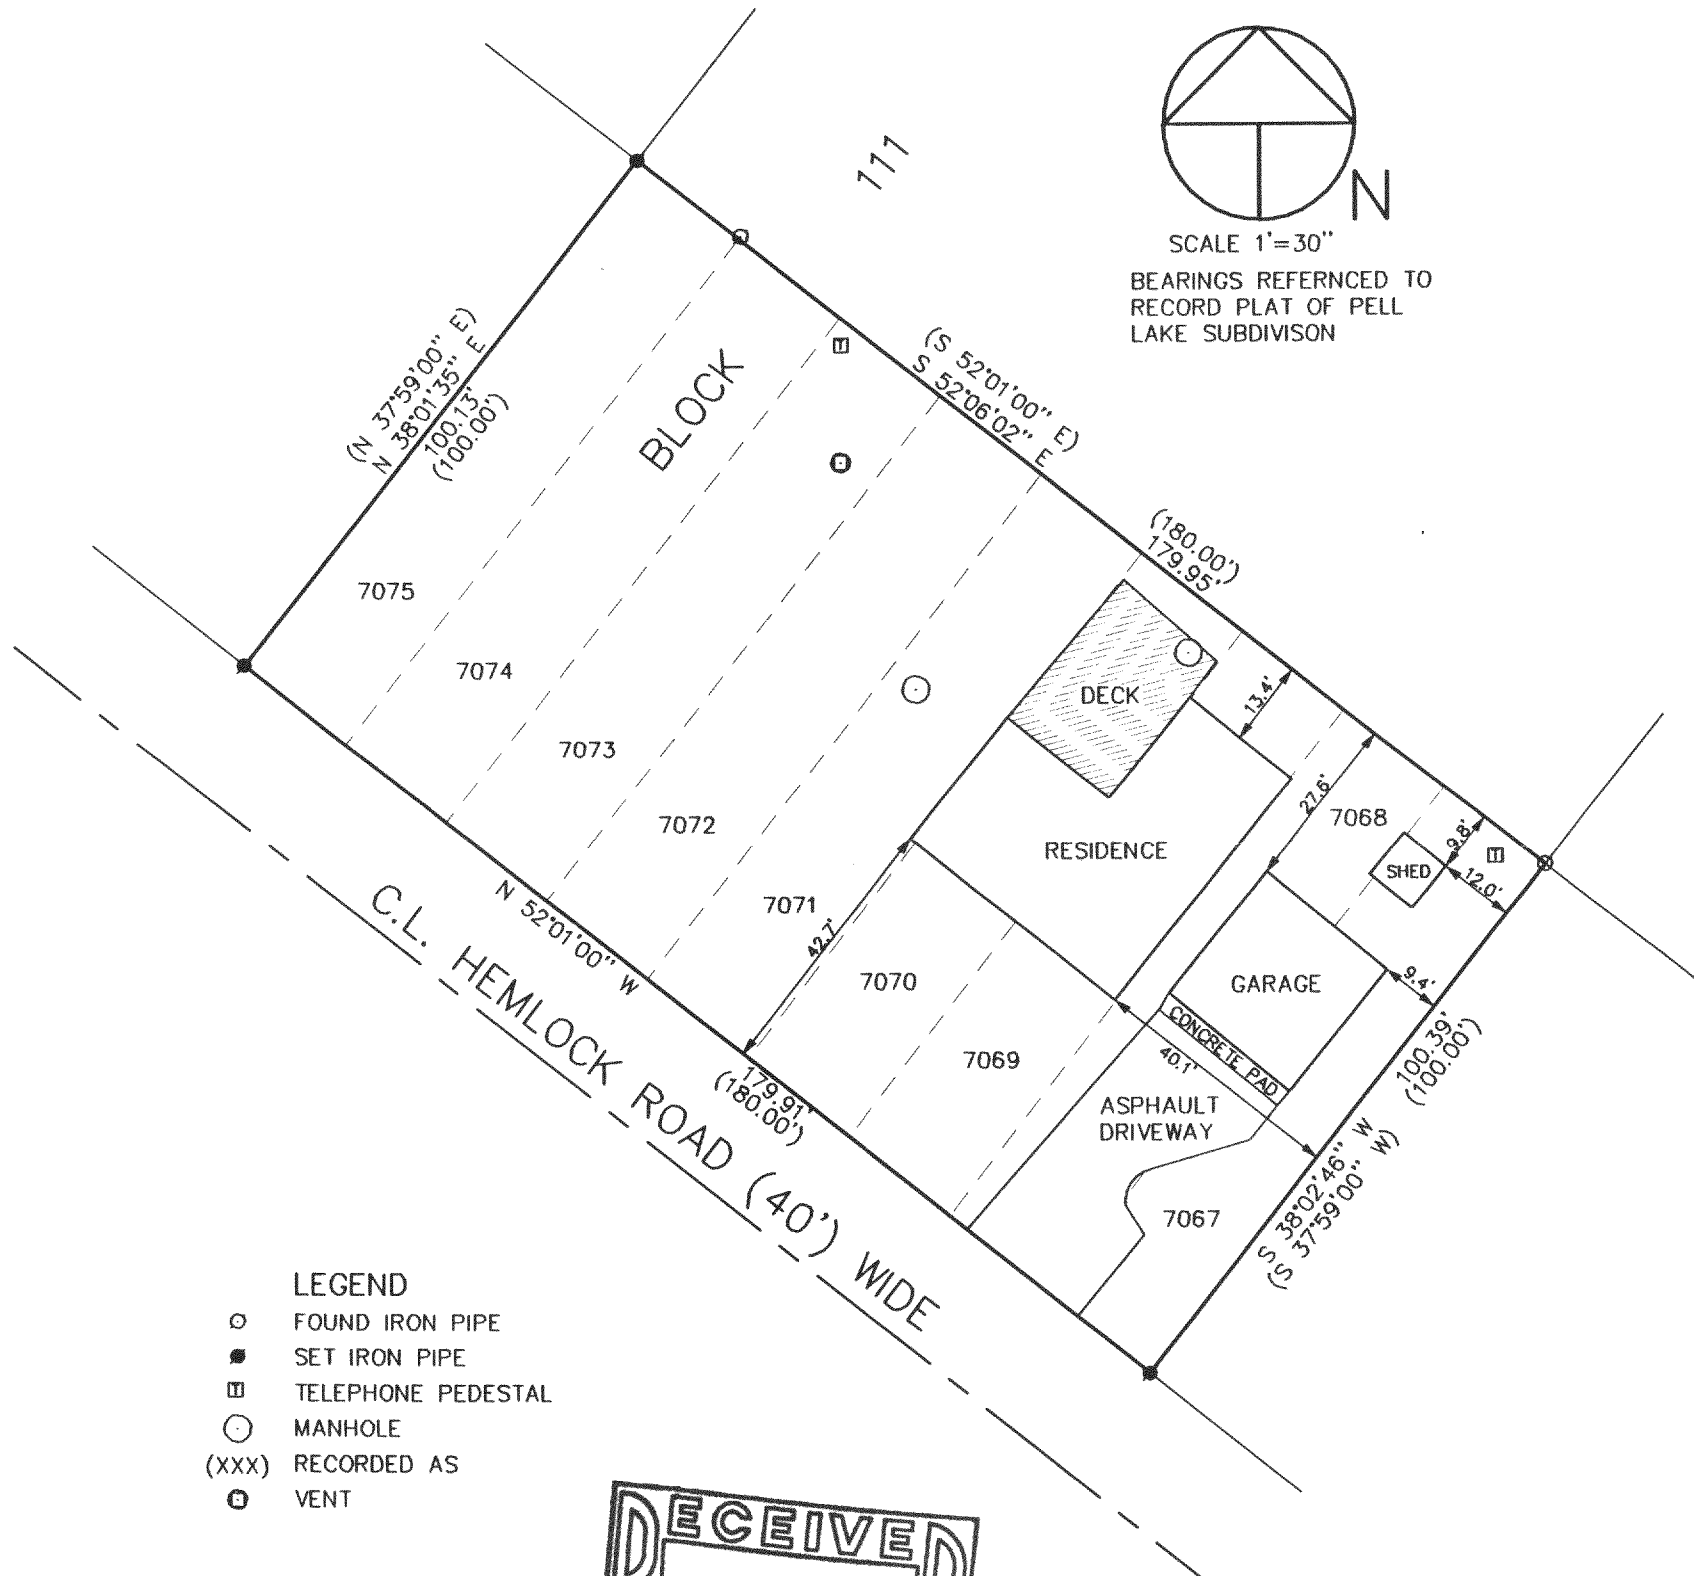 111
N
SCALE 1'=30"
BEARINGS REFERNCED TO
RECORD PLAT OF PELL
LAKE SUBDIVISON
(N 37°59'00" E)
N 38°01'35" E
100.13'
(100.00')
BLOCK
(S 52°01'00" E)
S 52°06'02" E
(180.00')
179.95'
T
7075
7074
7073
7072
7071
7070
7069
7068
7067
DECK
13.4'
27.6'
RESIDENCE
SHED
9.8'
T
12.0'
42.7'
GARAGE
9.4'
CONCRETE PAD
40.1'
100.39'
(100.00')
ASPHAULT
DRIVEWAY
S 38°02'46" W
(S 37°59'00" W)
N 52°01'00" W
179.91'
(180.00')
C.L. HEMLOCK ROAD (40') WIDE
LEGEND
FOUND IRON PIPE
SET IRON PIPE
T TELEPHONE PEDESTAL
MANHOLE
(XXX) RECORDED AS
VENT
DECEIVED